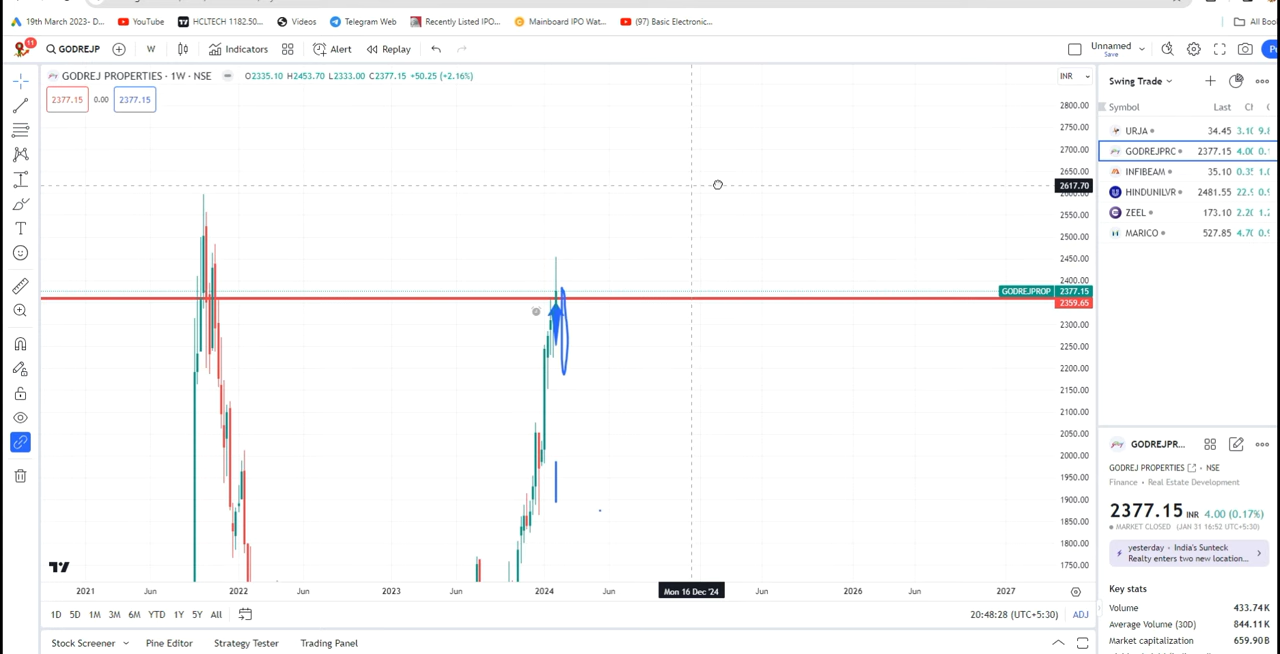 19th March 2023- D...
YouTube
HCLTECH 1182.50...
Videos
Telegram Web
Recently Listed IPO...
Mainboard IPO Wat...
(97) Basic Electronic...
All Boo
11
GODREJP
W
Indicators
Alert
Replay
Unnamed
Save
GODREJ PROPERTIES · 1W · NSE
O2335.10 H2453.70 L2333.00 C2377.15 +50.25 (+2.16%)
INR
2377.15
0.00
2377.15
2800.00
2750.00
2700.00
2650.00
2617.70
2550.00
2500.00
2450.00
2400.00
GODREJPROP 2377.15
2359.65
2300.00
2250.00
2200.00
2150.00
2100.00
2050.00
2000.00
1950.00
1900.00
1850.00
1800.00
1750.00
2021
Jun
2022
Jun
2023
Jun
2024
Jun
Mon 16 Dec '24
Jun
2026
Jun
2027
1D 5D 1M 3M 6M YTD 1Y 5Y All
20:48:28 (UTC+5:30)
ADJ
Stock Screener
Pine Editor
Strategy Tester
Trading Panel
Swing Trade
Symbol Last
URJA 34.45
GODREJPRC 2377.15
INFIBEAM 35.10
HINDUNILVR 2481.55
ZEEL 173.10
MARICO 527.85
GODREJPR...
GODREJ PROPERTIES · NSE
Finance • Real Estate Development
2377.15 INR 4.00 (0.17%)
MARKET CLOSED (JAN 31 16:52 UTC+5:30)
yesterday • India's Sunteck
Realty enters two new location...
Key stats
Volume 433.74K
Average Volume (30D) 844.11K
Market capitalization 659.90B